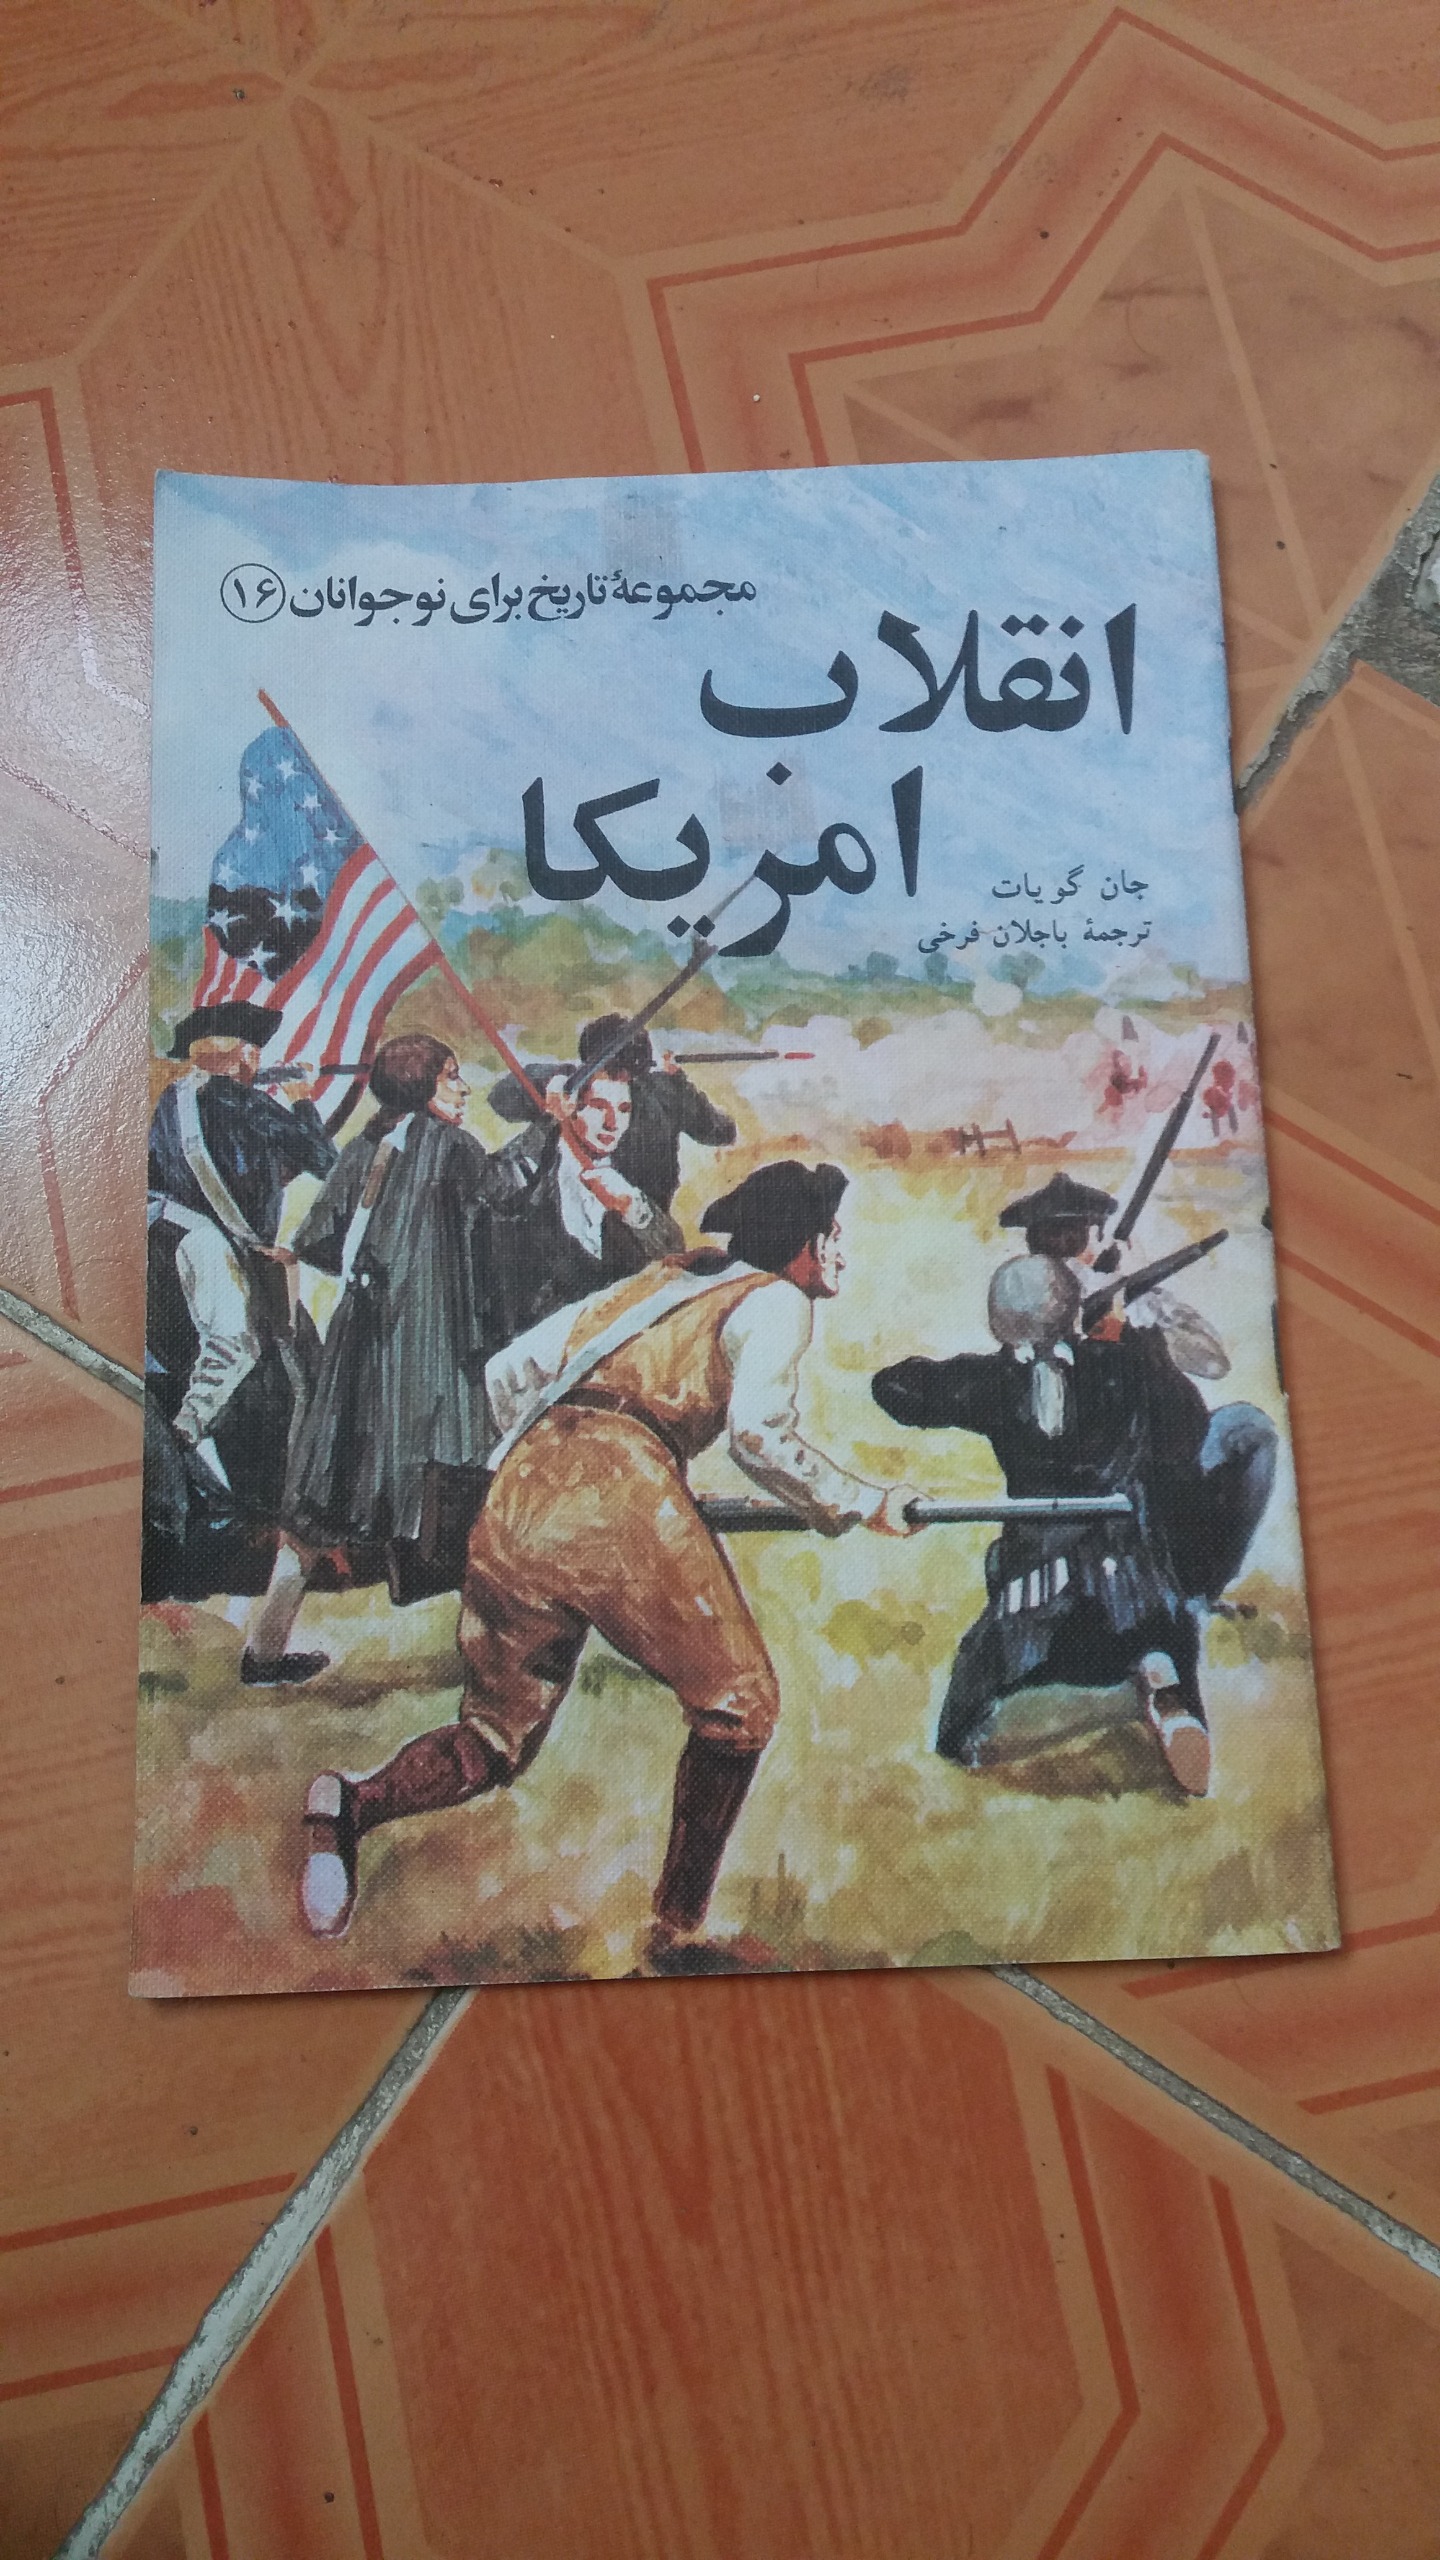 مجموعهٔ تاریخ برای نوجوانان ۱۶
انقلاب
امریکا
جان گویات
ترجمهٔ باجلان فرخی